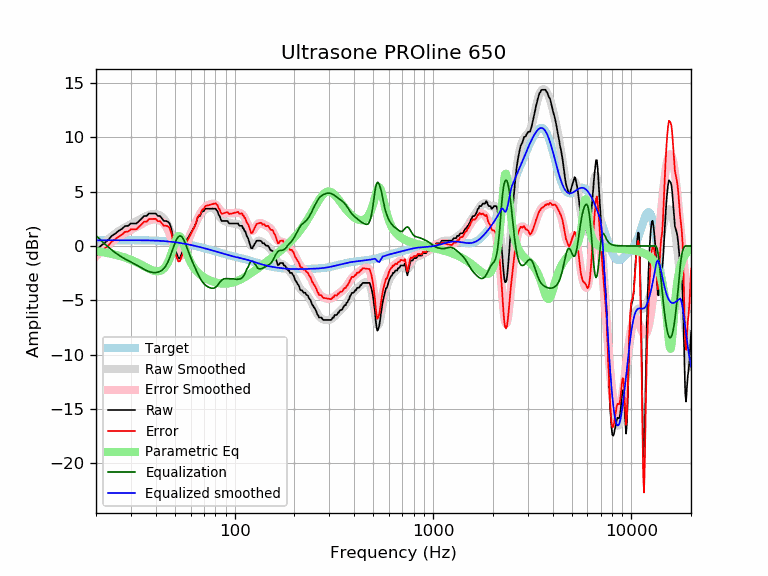 Ultrasone PROline 650
15
10
5
0
−5
−10
−15
−20
Amplitude (dBr)
Target
Raw Smoothed
Error Smoothed
Raw
Error
Parametric Eq
Equalization
Equalized smoothed
100
1000
10000
Frequency (Hz)